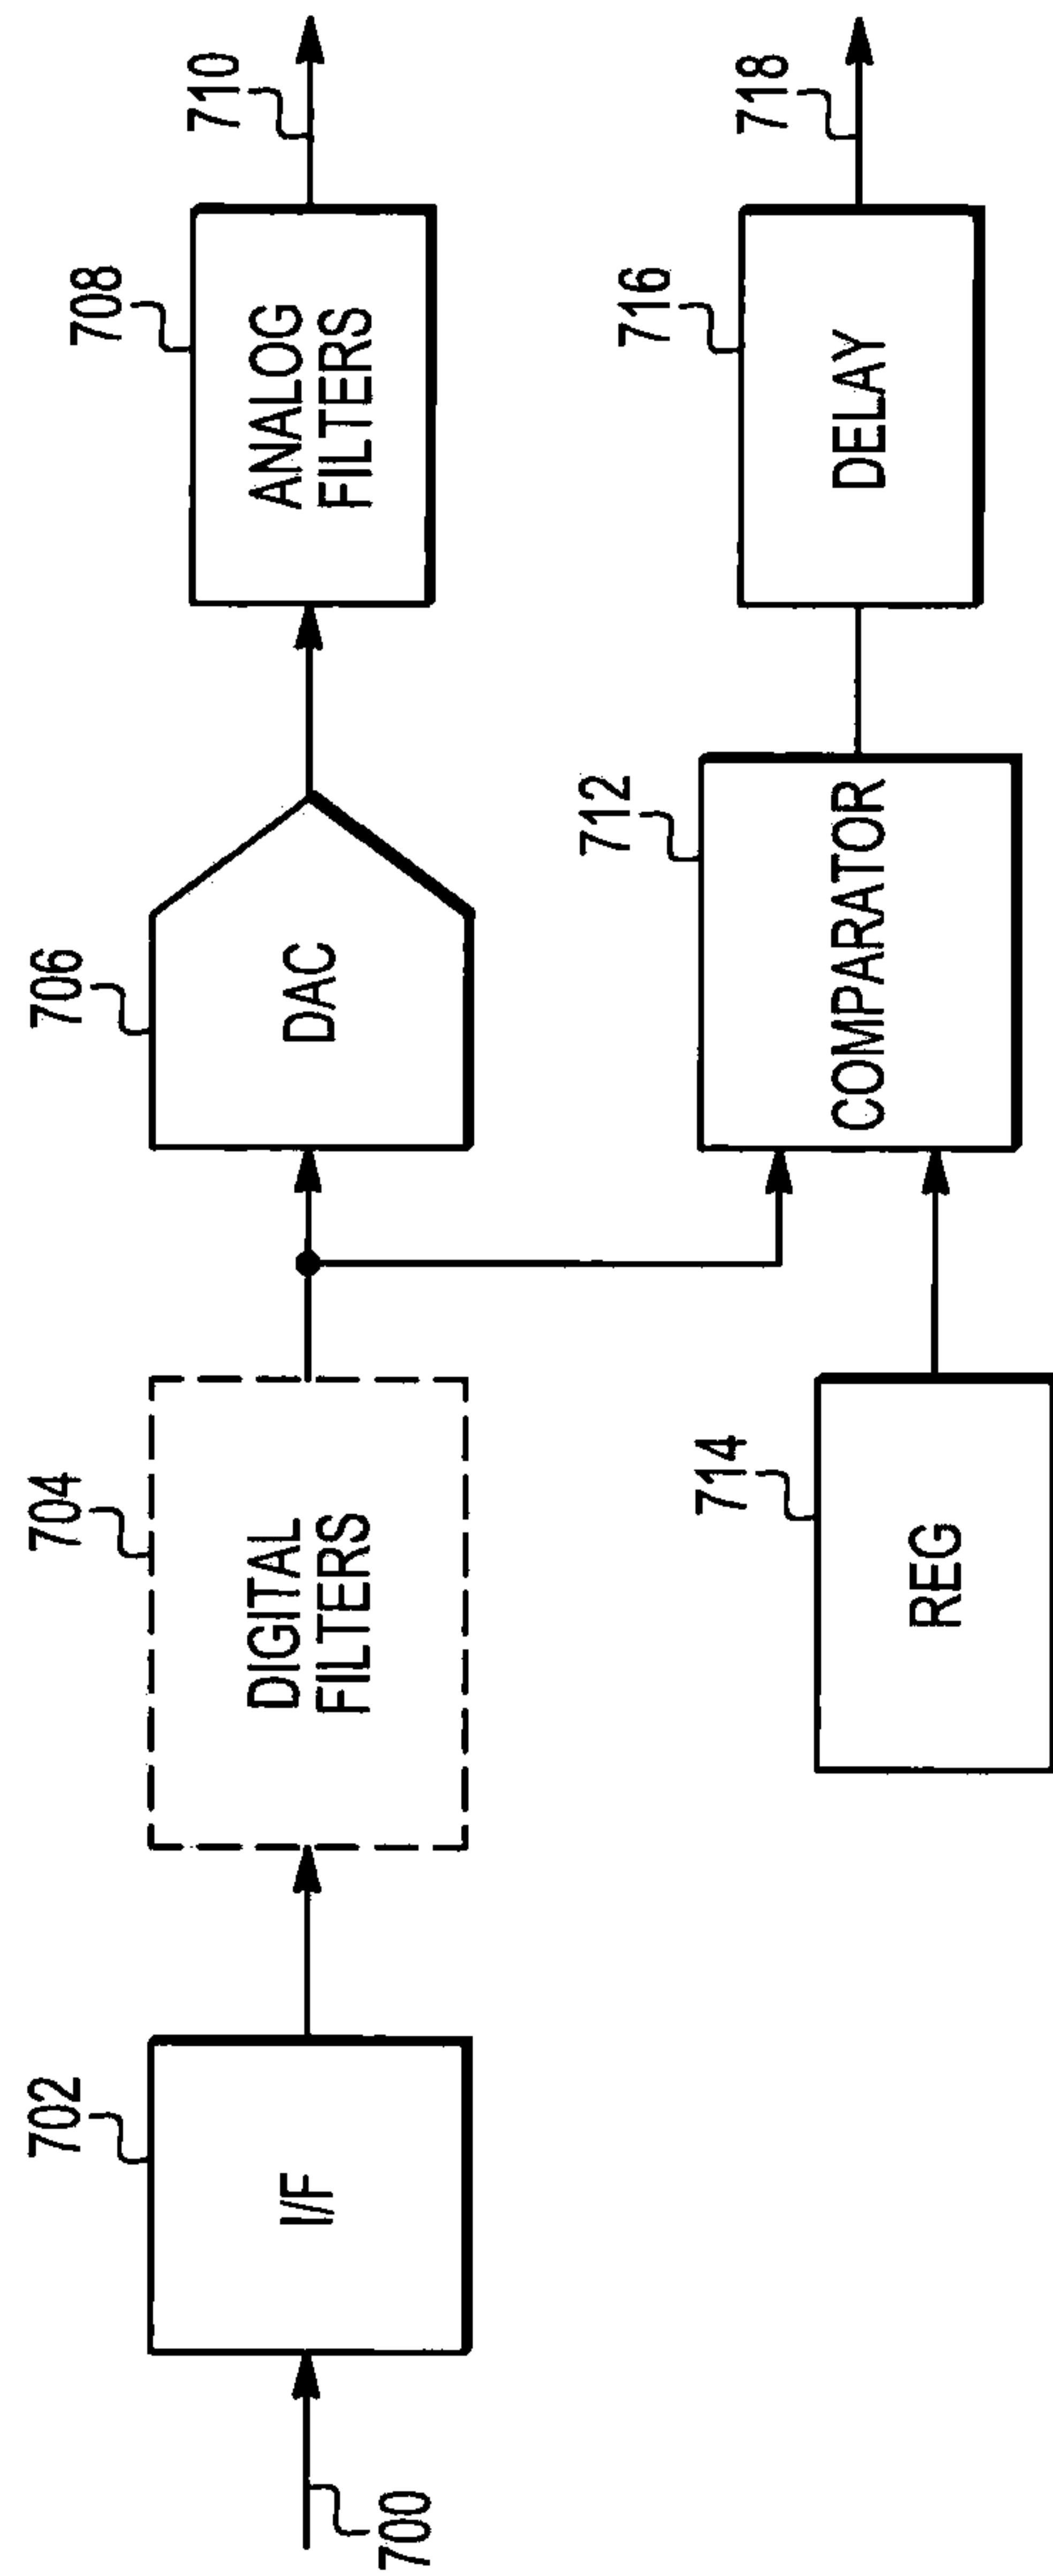 702
I/F
700
704
DIGITAL
FILTERS
706
DAC
708
ANALOG
FILTERS
710
714
REG
712
COMPARATOR
716
DELAY
718